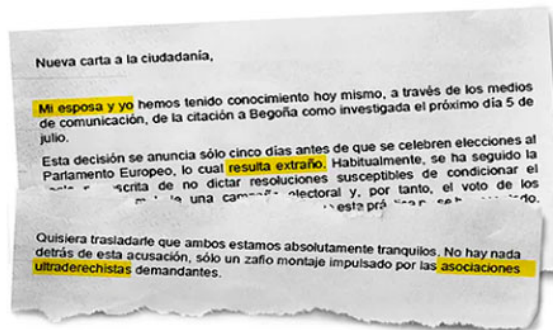 Nueva carta a la ciudadanía,
Mi esposa y yo hemos tenido conocimiento hoy mismo, a través de los medios
de comunicación, de la citación a Begoña como investigada el próximo día 5 de
julio.
Esta decisión se anuncia sólo cinco días antes de que se celebren elecciones al
Parlamento Europeo, lo cual resulta extraño. Habitualmente, se ha seguido la
scrita de no dictar resoluciones susceptibles de condicionar el
una electoral y, por tanto, el voto de los
Quisiera trasladarle que ambos estamos absolutamente tranquilos. No hay nada
detrás de esta acusación, sólo un zafio montaje impulsado por las asociaciones
ultraderechistas demandantes.